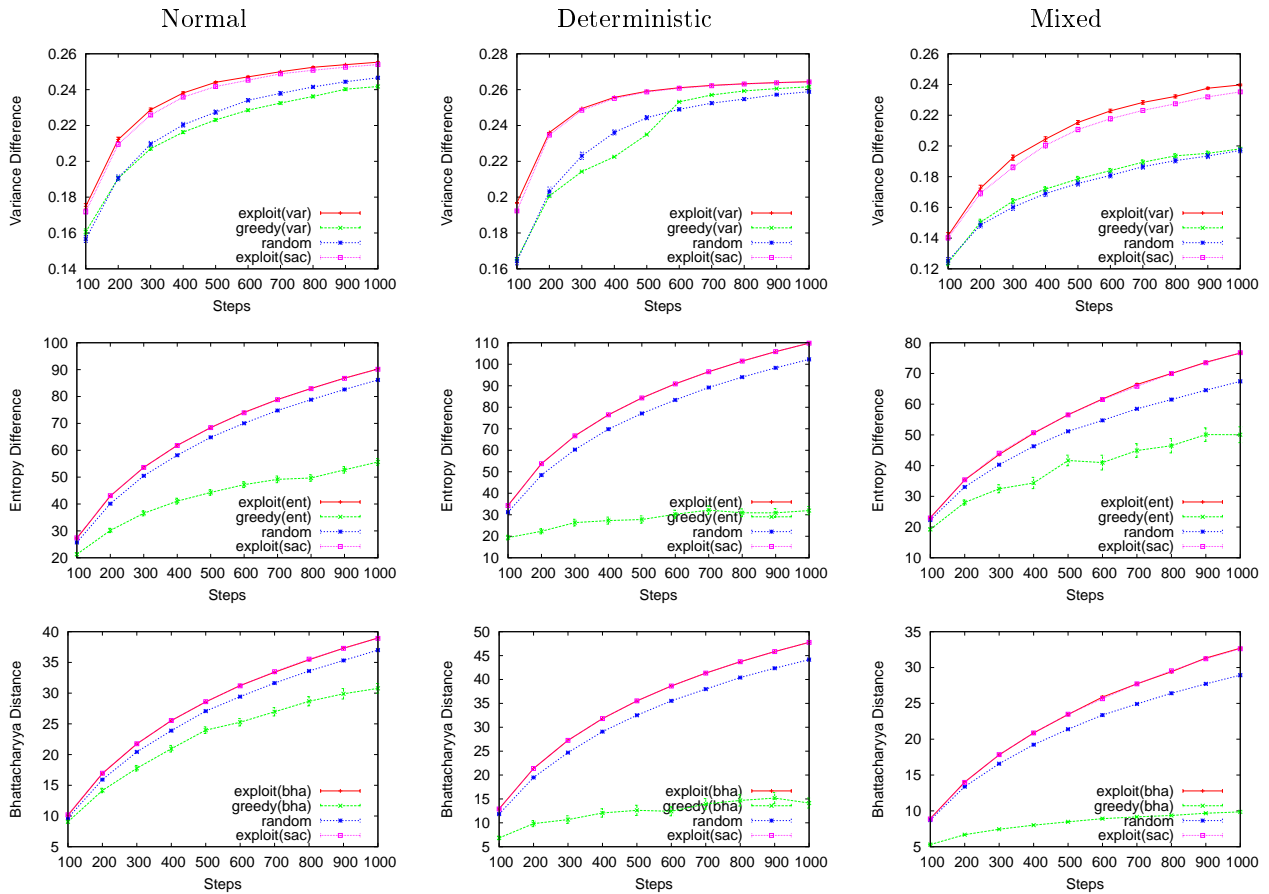 Normal
Deterministic
Mixed
Variance Difference
0.26
0.24
0.22
0.2
0.18
0.16
0.14
100 200 300 400 500 600 700 800 900 1000
Steps
exploit(var)
greedy(var)
random
exploit(sac)
Variance Difference
0.28
0.26
0.24
0.22
0.2
0.18
0.16
100 200 300 400 500 600 700 800 900 1000
Steps
exploit(var)
greedy(var)
random
exploit(sac)
Variance Difference
0.26
0.24
0.22
0.2
0.18
0.16
0.14
0.12
100 200 300 400 500 600 700 800 900 1000
Steps
exploit(var)
greedy(var)
random
exploit(sac)
Entropy Difference
100
90
80
70
60
50
40
30
20
100 200 300 400 500 600 700 800 900 1000
Steps
exploit(ent)
greedy(ent)
random
exploit(sac)
Entropy Difference
110
100
90
80
70
60
50
40
30
20
10
100 200 300 400 500 600 700 800 900 1000
Steps
exploit(ent)
greedy(ent)
random
exploit(sac)
Entropy Difference
80
70
60
50
40
30
20
10
100 200 300 400 500 600 700 800 900 1000
Steps
exploit(ent)
greedy(ent)
random
exploit(sac)
Bhattacharyya Distance
40
35
30
25
20
15
10
5
100 200 300 400 500 600 700 800 900 1000
Steps
exploit(bha)
greedy(bha)
random
exploit(sac)
Bhattacharyya Distance
50
45
40
35
30
25
20
15
10
5
100 200 300 400 500 600 700 800 900 1000
Steps
exploit(bha)
greedy(bha)
random
exploit(sac)
Bhattacharyya Distance
35
30
25
20
15
10
5
100 200 300 400 500 600 700 800 900 1000
Steps
exploit(bha)
greedy(bha)
random
exploit(sac)